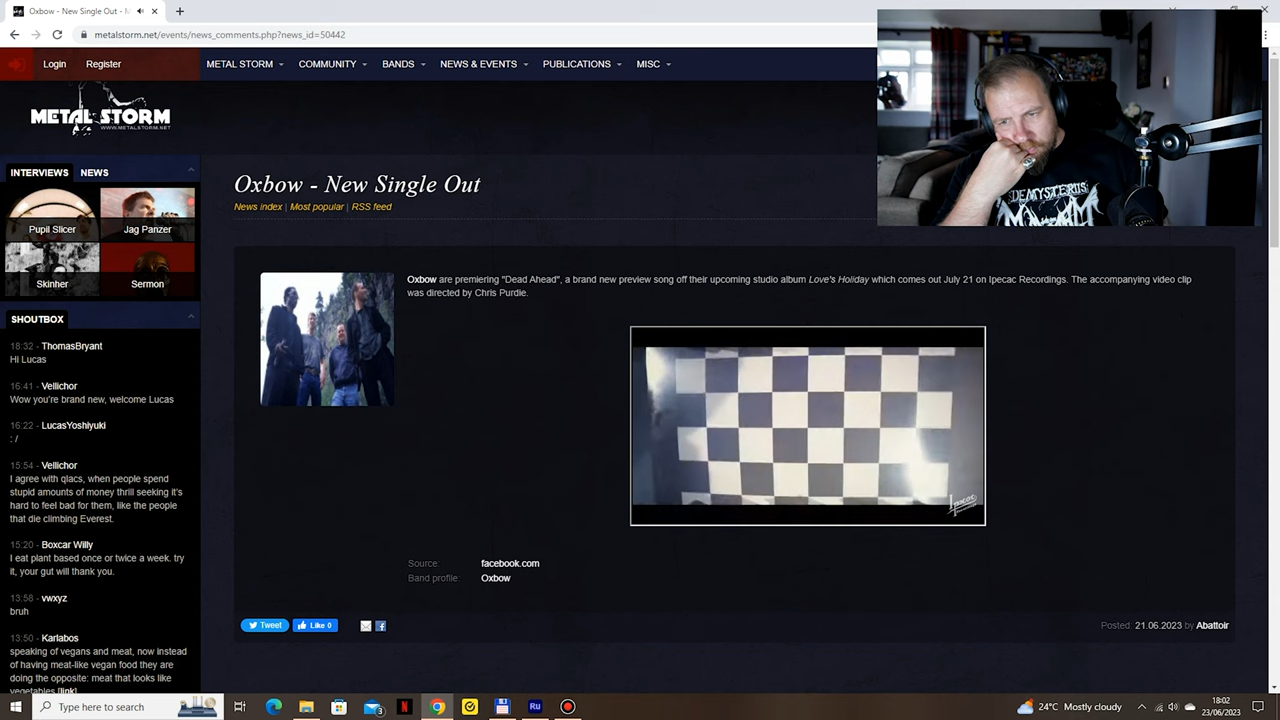 Oxbow - New Single Out - M
metalstorm.net/events/news_comments.php?news_id=50442
Login Register METAL STORM COMMUNITY BANDS NEWS & EVENTS PUBLICATIONS MISC
METAL STORM
WWW.METALSTORM.NET
INTERVIEWS NEWS
Pupil Slicer Jag Panzer
Skinher Sermon
SHOUTBOX
18:32 - ThomasBryant
Hi Lucas
16:41 - Vellichor
Wow you're brand new, welcome Lucas
16:22 - LucasYoshiyuki
: /
15:54 - Vellichor
I agree with qlacs, when people spend
stupid amounts of money thrill seeking it's
hard to feel bad for them, like the people
that die climbing Everest.
15:20 - Boxcar Willy
I eat plant based once or twice a week. try
it, your gut will thank you.
13:58 - vwxyz
bruh
13:50 - Karlabos
speaking of vegans and meat, now instead
of having meat-like vegan food they are
doing the opposite: meat that looks like
vegetables [link]
Oxbow - New Single Out
News index | Most popular | RSS feed
Oxbow are premiering "Dead Ahead", a brand new preview song off their upcoming studio album Love's Holiday which comes out July 21 on Ipecac Recordings. The accompanying video clip
was directed by Chris Purdie.
Ipecac
Source: facebook.com
Band profile: Oxbow
Tweet Like 0
Posted: 21.06.2023 by Abattoir
DE MYSTERIIS
Type here to search
3
N
Ru
24°C Mostly cloudy
18:02
23/06/2023